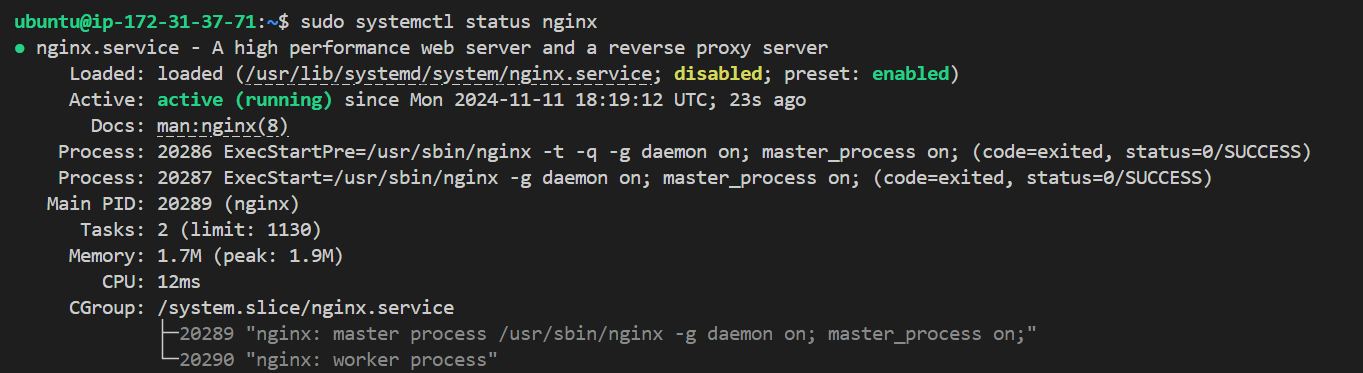 ubuntu@ip-172-31-37-71:~$ sudo systemctl status nginx
● nginx.service - A high performance web server and a reverse proxy server
     Loaded: loaded (/usr/lib/systemd/system/nginx.service; disabled; preset: enabled)
     Active: active (running) since Mon 2024-11-11 18:19:12 UTC; 23s ago
       Docs: man:nginx(8)
    Process: 20286 ExecStartPre=/usr/sbin/nginx -t -q -g daemon on; master_process on; (code=exited, status=0/SUCCESS)
    Process: 20287 ExecStart=/usr/sbin/nginx -g daemon on; master_process on; (code=exited, status=0/SUCCESS)
   Main PID: 20289 (nginx)
      Tasks: 2 (limit: 1130)
     Memory: 1.7M (peak: 1.9M)
        CPU: 12ms
     CGroup: /system.slice/nginx.service
             ├─20289 "nginx: master process /usr/sbin/nginx -g daemon on; master_process on;"
             └─20290 "nginx: worker process"